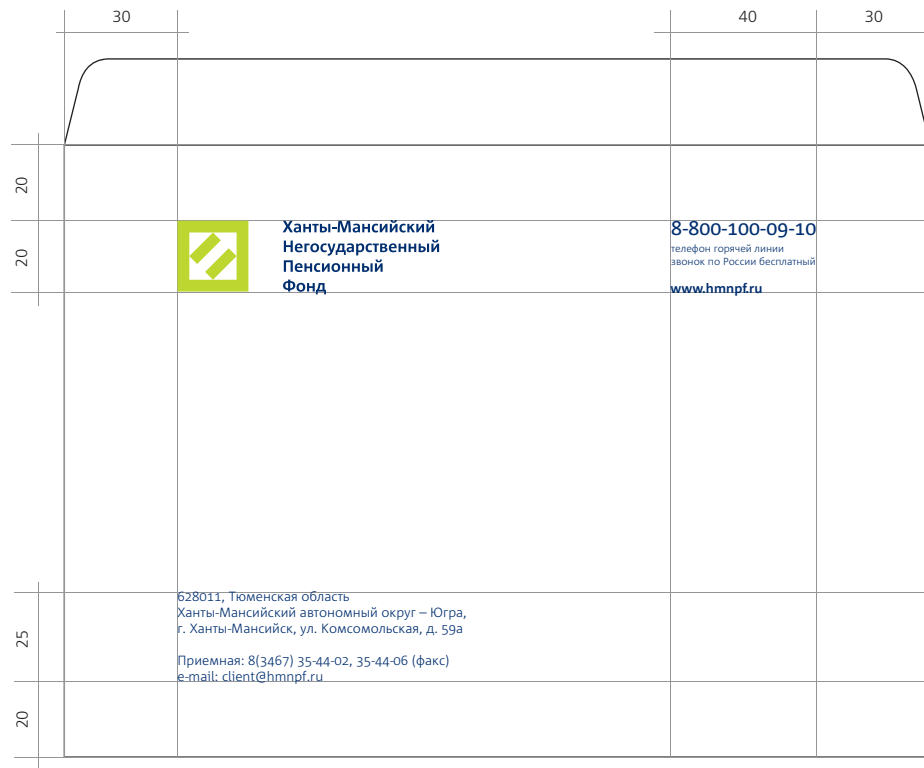 30
40
30
20
20
Ханты-Мансийский
Негосударственный
Пенсионный
Фонд
8-800-100-09-10
телефон горячей линии
звонок по России бесплатный
www.hmnpf.ru
25
20
628011, Тюменская область
Ханты-Мансийский автономный округ – Югра,
г. Ханты-Мансийск, ул. Комсомольская, д. 59а
Приемная: 8(3467) 35-44-02, 35-44-06 (факс)
e-mail: client@hmnpf.ru